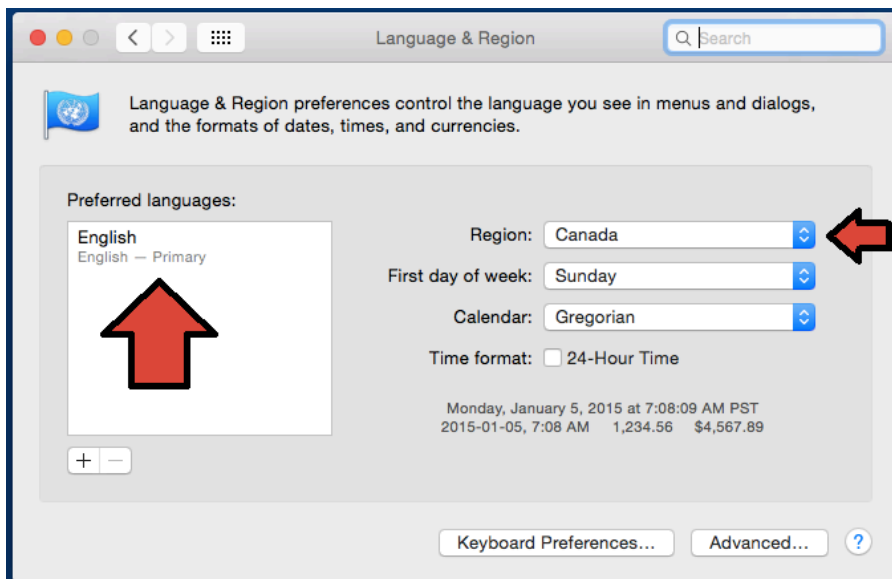 Language & Region
Search
Language & Region preferences control the language you see in menus and dialogs,
and the formats of dates, times, and currencies.
Preferred languages:
English
English — Primary
Region: Canada
First day of week: Sunday
Calendar: Gregorian
Time format: 24-Hour Time
Monday, January 5, 2015 at 7:08:09 AM PST
2015-01-05, 7:08 AM 1,234.56 $4,567.89
+ −
Keyboard Preferences... Advanced... ?